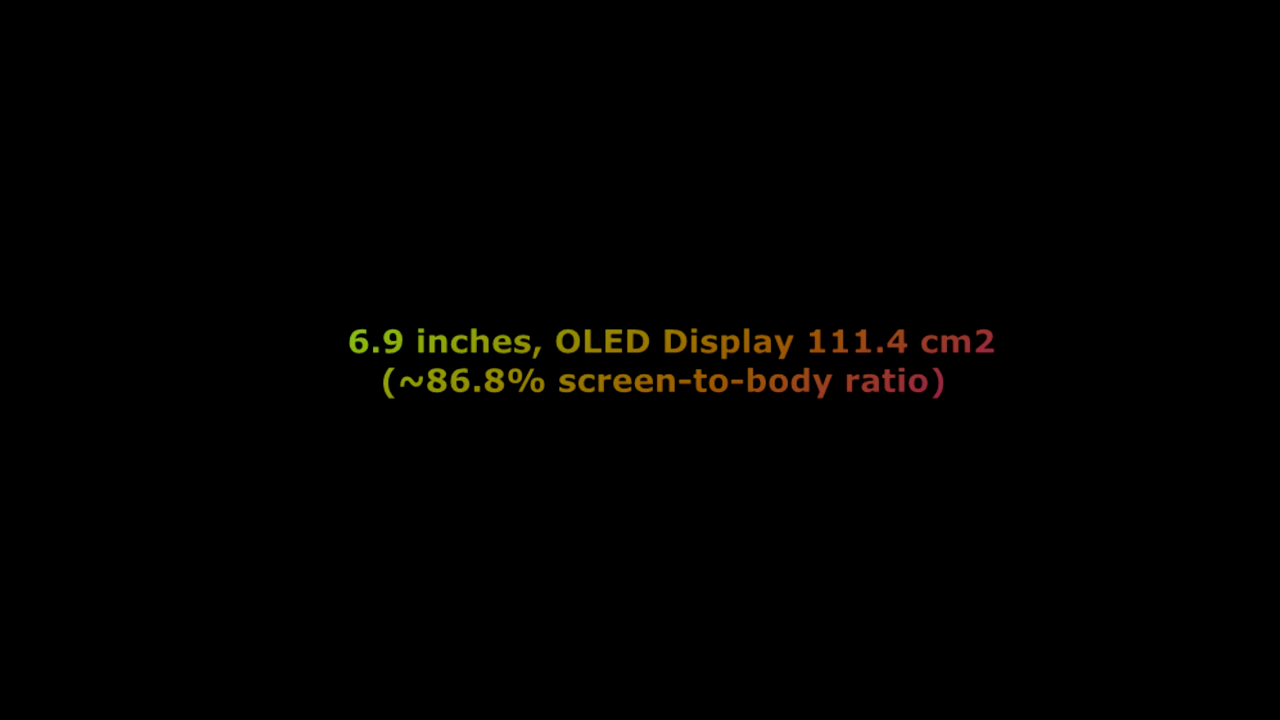 6.9 inches, OLED Display 111.4 cm2
(~86.8% screen-to-body ratio)